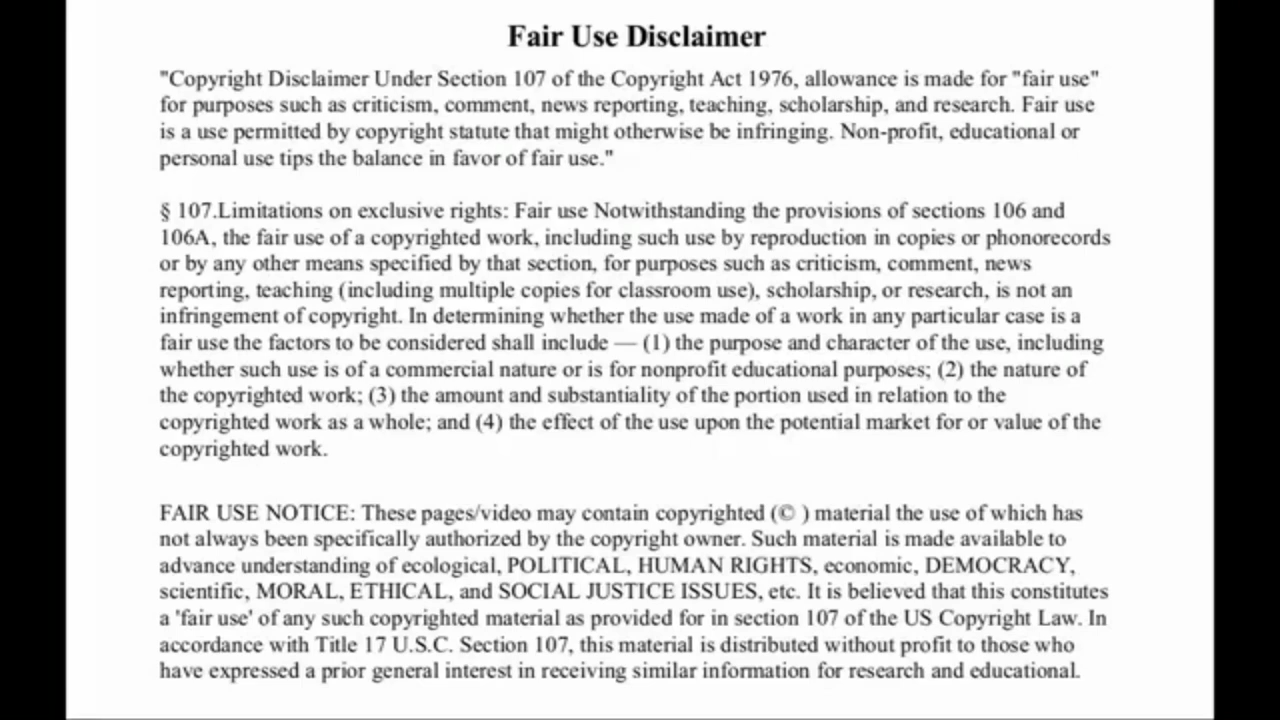 Fair Use Disclaimer
"Copyright Disclaimer Under Section 107 of the Copyright Act 1976, allowance is made for "fair use"
for purposes such as criticism, comment, news reporting, teaching, scholarship, and research. Fair use
is a use permitted by copyright statute that might otherwise be infringing. Non-profit, educational or
personal use tips the balance in favor of fair use."
§ 107.Limitations on exclusive rights: Fair use Notwithstanding the provisions of sections 106 and
106A, the fair use of a copyrighted work, including such use by reproduction in copies or phonorecords
or by any other means specified by that section, for purposes such as criticism, comment, news
reporting, teaching (including multiple copies for classroom use), scholarship, or research, is not an
infringement of copyright. In determining whether the use made of a work in any particular case is a
fair use the factors to be considered shall include — (1) the purpose and character of the use, including
whether such use is of a commercial nature or is for nonprofit educational purposes; (2) the nature of
the copyrighted work; (3) the amount and substantiality of the portion used in relation to the
copyrighted work as a whole; and (4) the effect of the use upon the potential market for or value of the
copyrighted work.
FAIR USE NOTICE: These pages/video may contain copyrighted (© ) material the use of which has
not always been specifically authorized by the copyright owner. Such material is made available to
advance understanding of ecological, POLITICAL, HUMAN RIGHTS, economic, DEMOCRACY,
scientific, MORAL, ETHICAL, and SOCIAL JUSTICE ISSUES, etc. It is believed that this constitutes
a 'fair use' of any such copyrighted material as provided for in section 107 of the US Copyright Law. In
accordance with Title 17 U.S.C. Section 107, this material is distributed without profit to those who
have expressed a prior general interest in receiving similar information for research and educational.